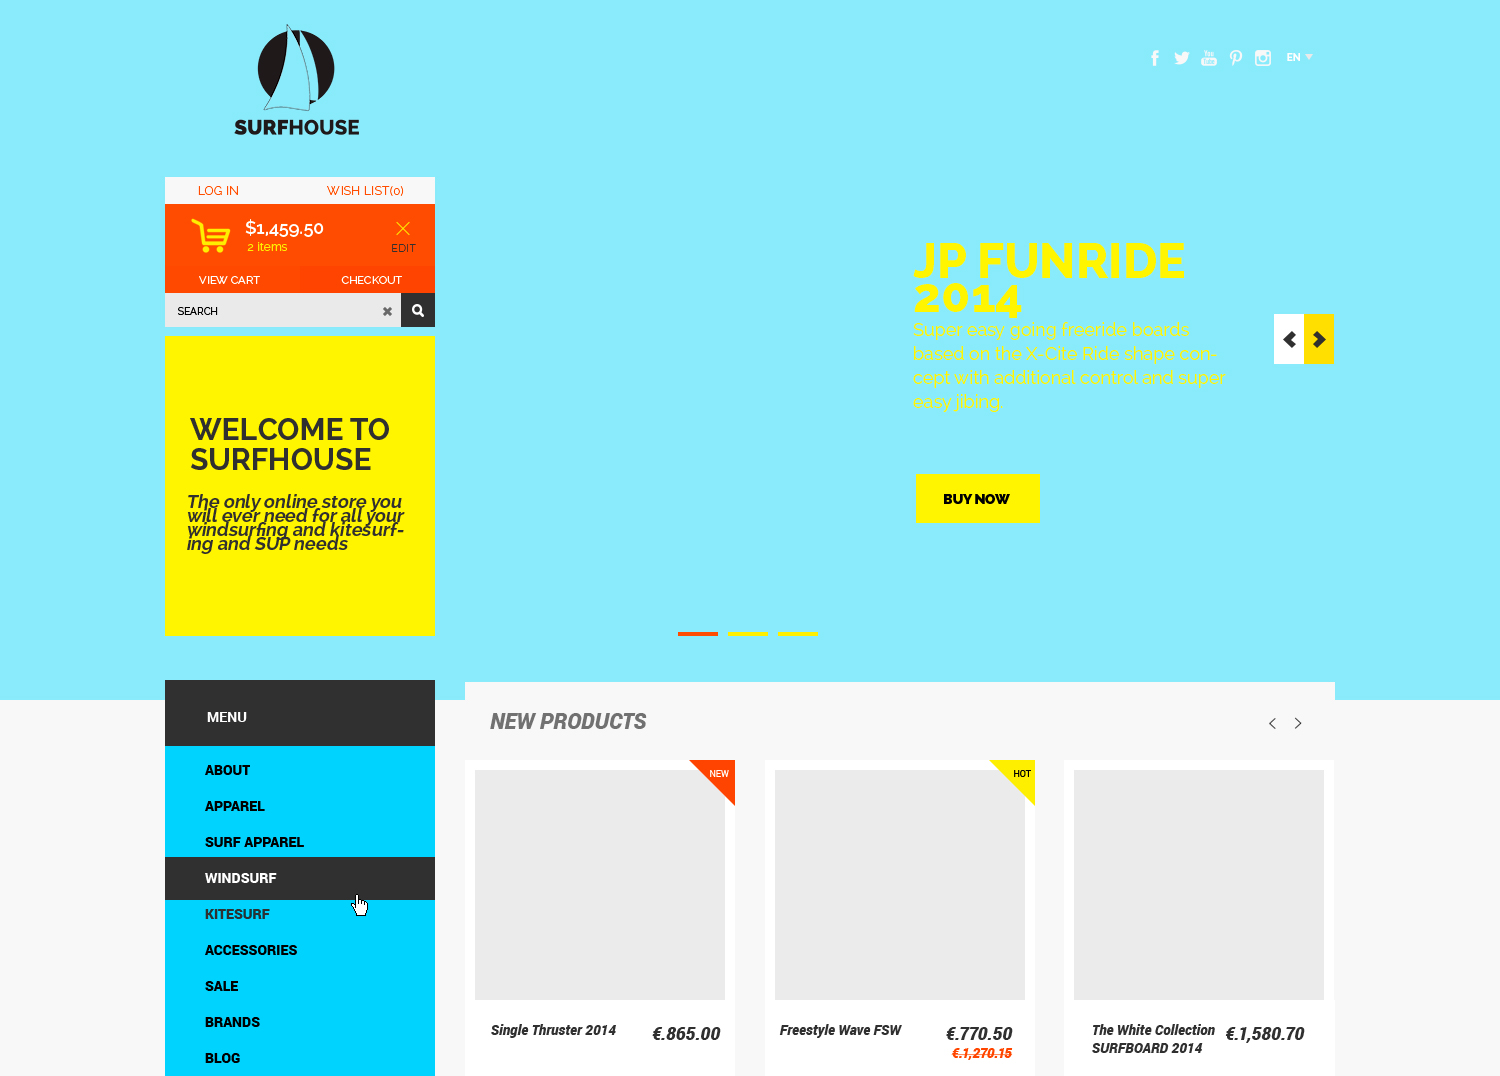 SURFHOUSE
EN
LOG IN
WISH LIST(0)
$1,459.50
2 items
EDIT
VIEW CART
CHECKOUT
SEARCH
WELCOME TO
SURFHOUSE
The only online store you
will ever need for all your
windsurfing and kitesurf-
ing and SUP needs
JP FUNRIDE
2014
Super easy going freeride boards
based on the X-Cite Ride shape con-
cept with additional control and super
easy jibing.
BUY NOW
MENU
ABOUT
APPAREL
SURF APPAREL
WINDSURF
KITESURF
ACCESSORIES
SALE
BRANDS
BLOG
NEW PRODUCTS
NEW
Single Thruster 2014
€.865.00
HOT
Freestyle Wave FSW
€.770.50
€.1,270.15
The White Collection
SURFBOARD 2014
€.1,580.70